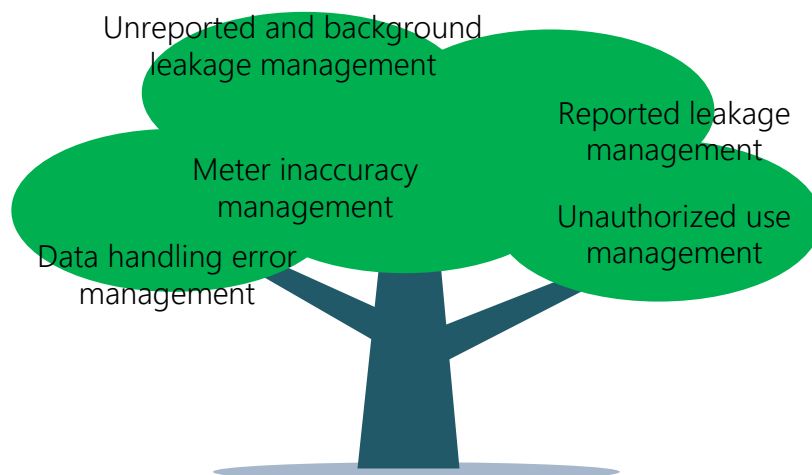 Unreported and background
leakage management
Reported leakage
management
Meter inaccuracy
management
Unauthorized use
management
Data handling error
management